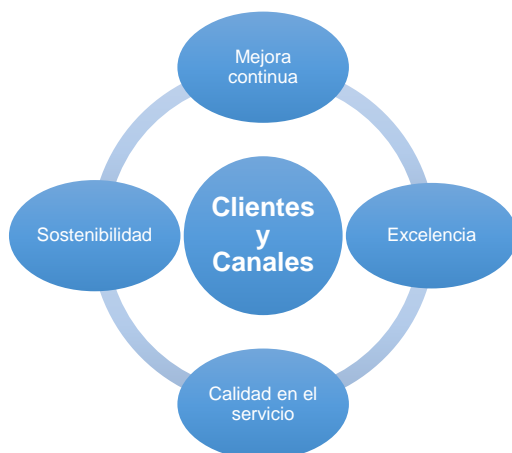 Mejora
continua
Sostenibilidad
Clientes
y
Canales
Excelencia
Calidad en el
servicio